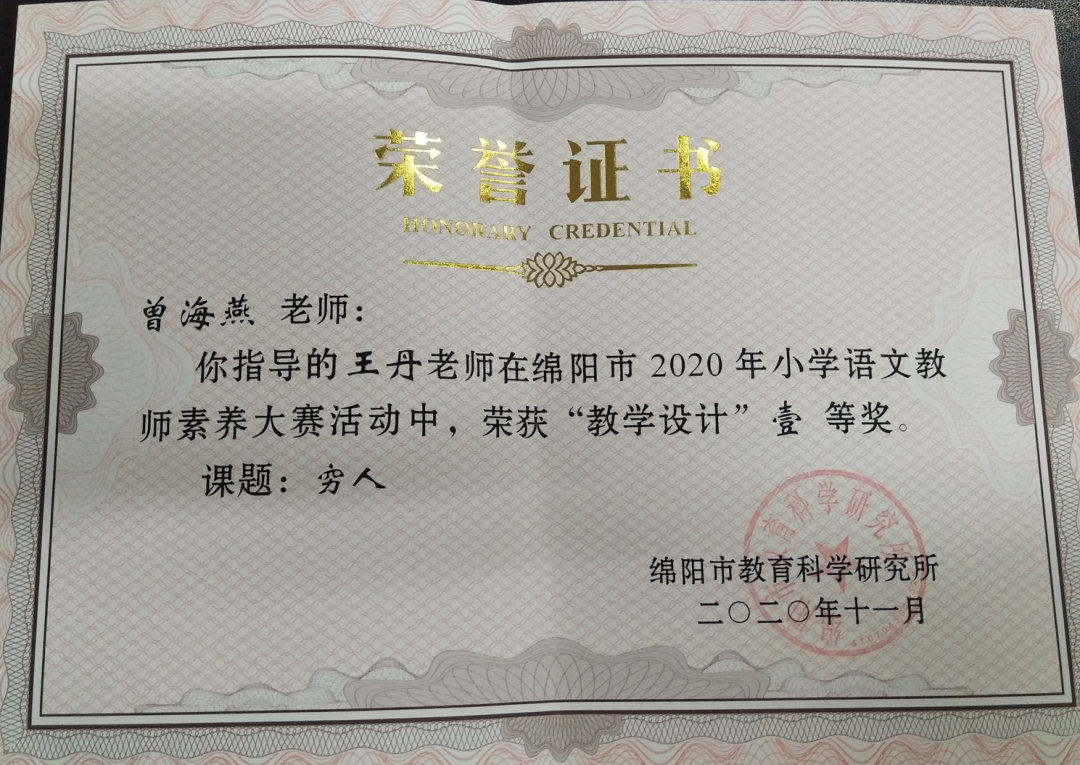 荣誉证书
HONORARY CREDENTIAL
曾海燕 老师：
你指导的王丹老师在绵阳市 2020 年小学语文教
师素养大赛活动中，荣获“教学设计”壹 等奖。
课题：穷人
绵阳市教育科学研究所
二〇二〇年十一月